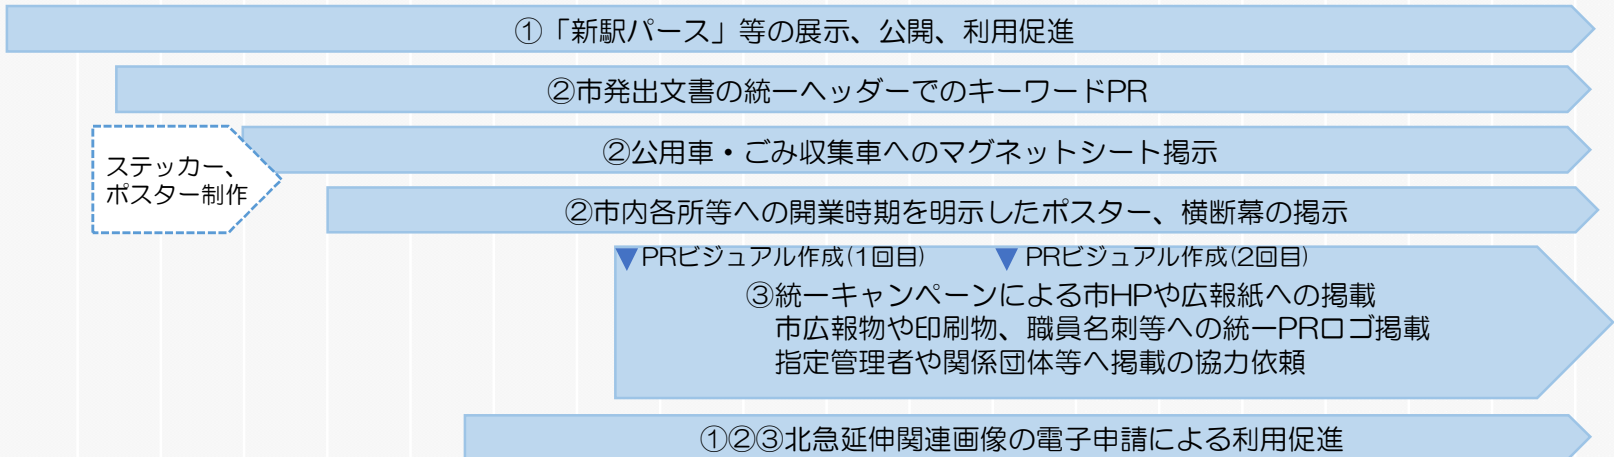 ①「新駅パース」等の展示、公開、利用促進
②市発出文書の統一ヘッダーでのキーワードPR
②公用車・ごみ収集車へのマグネットシート掲示
ステッカー、
ポスター制作
②市内各所等への開業時期を明示したポスター、横断幕の掲示
▼PRビジュアル作成(1回目) ▼PRビジュアル作成(2回目)
③統一キャンペーンによる市HPや広報紙への掲載
市広報物や印刷物、職員名刺等への統一PRロゴ掲載
指定管理者や関係団体等へ掲載の協力依頼
①②③北急延伸関連画像の電子申請による利用促進